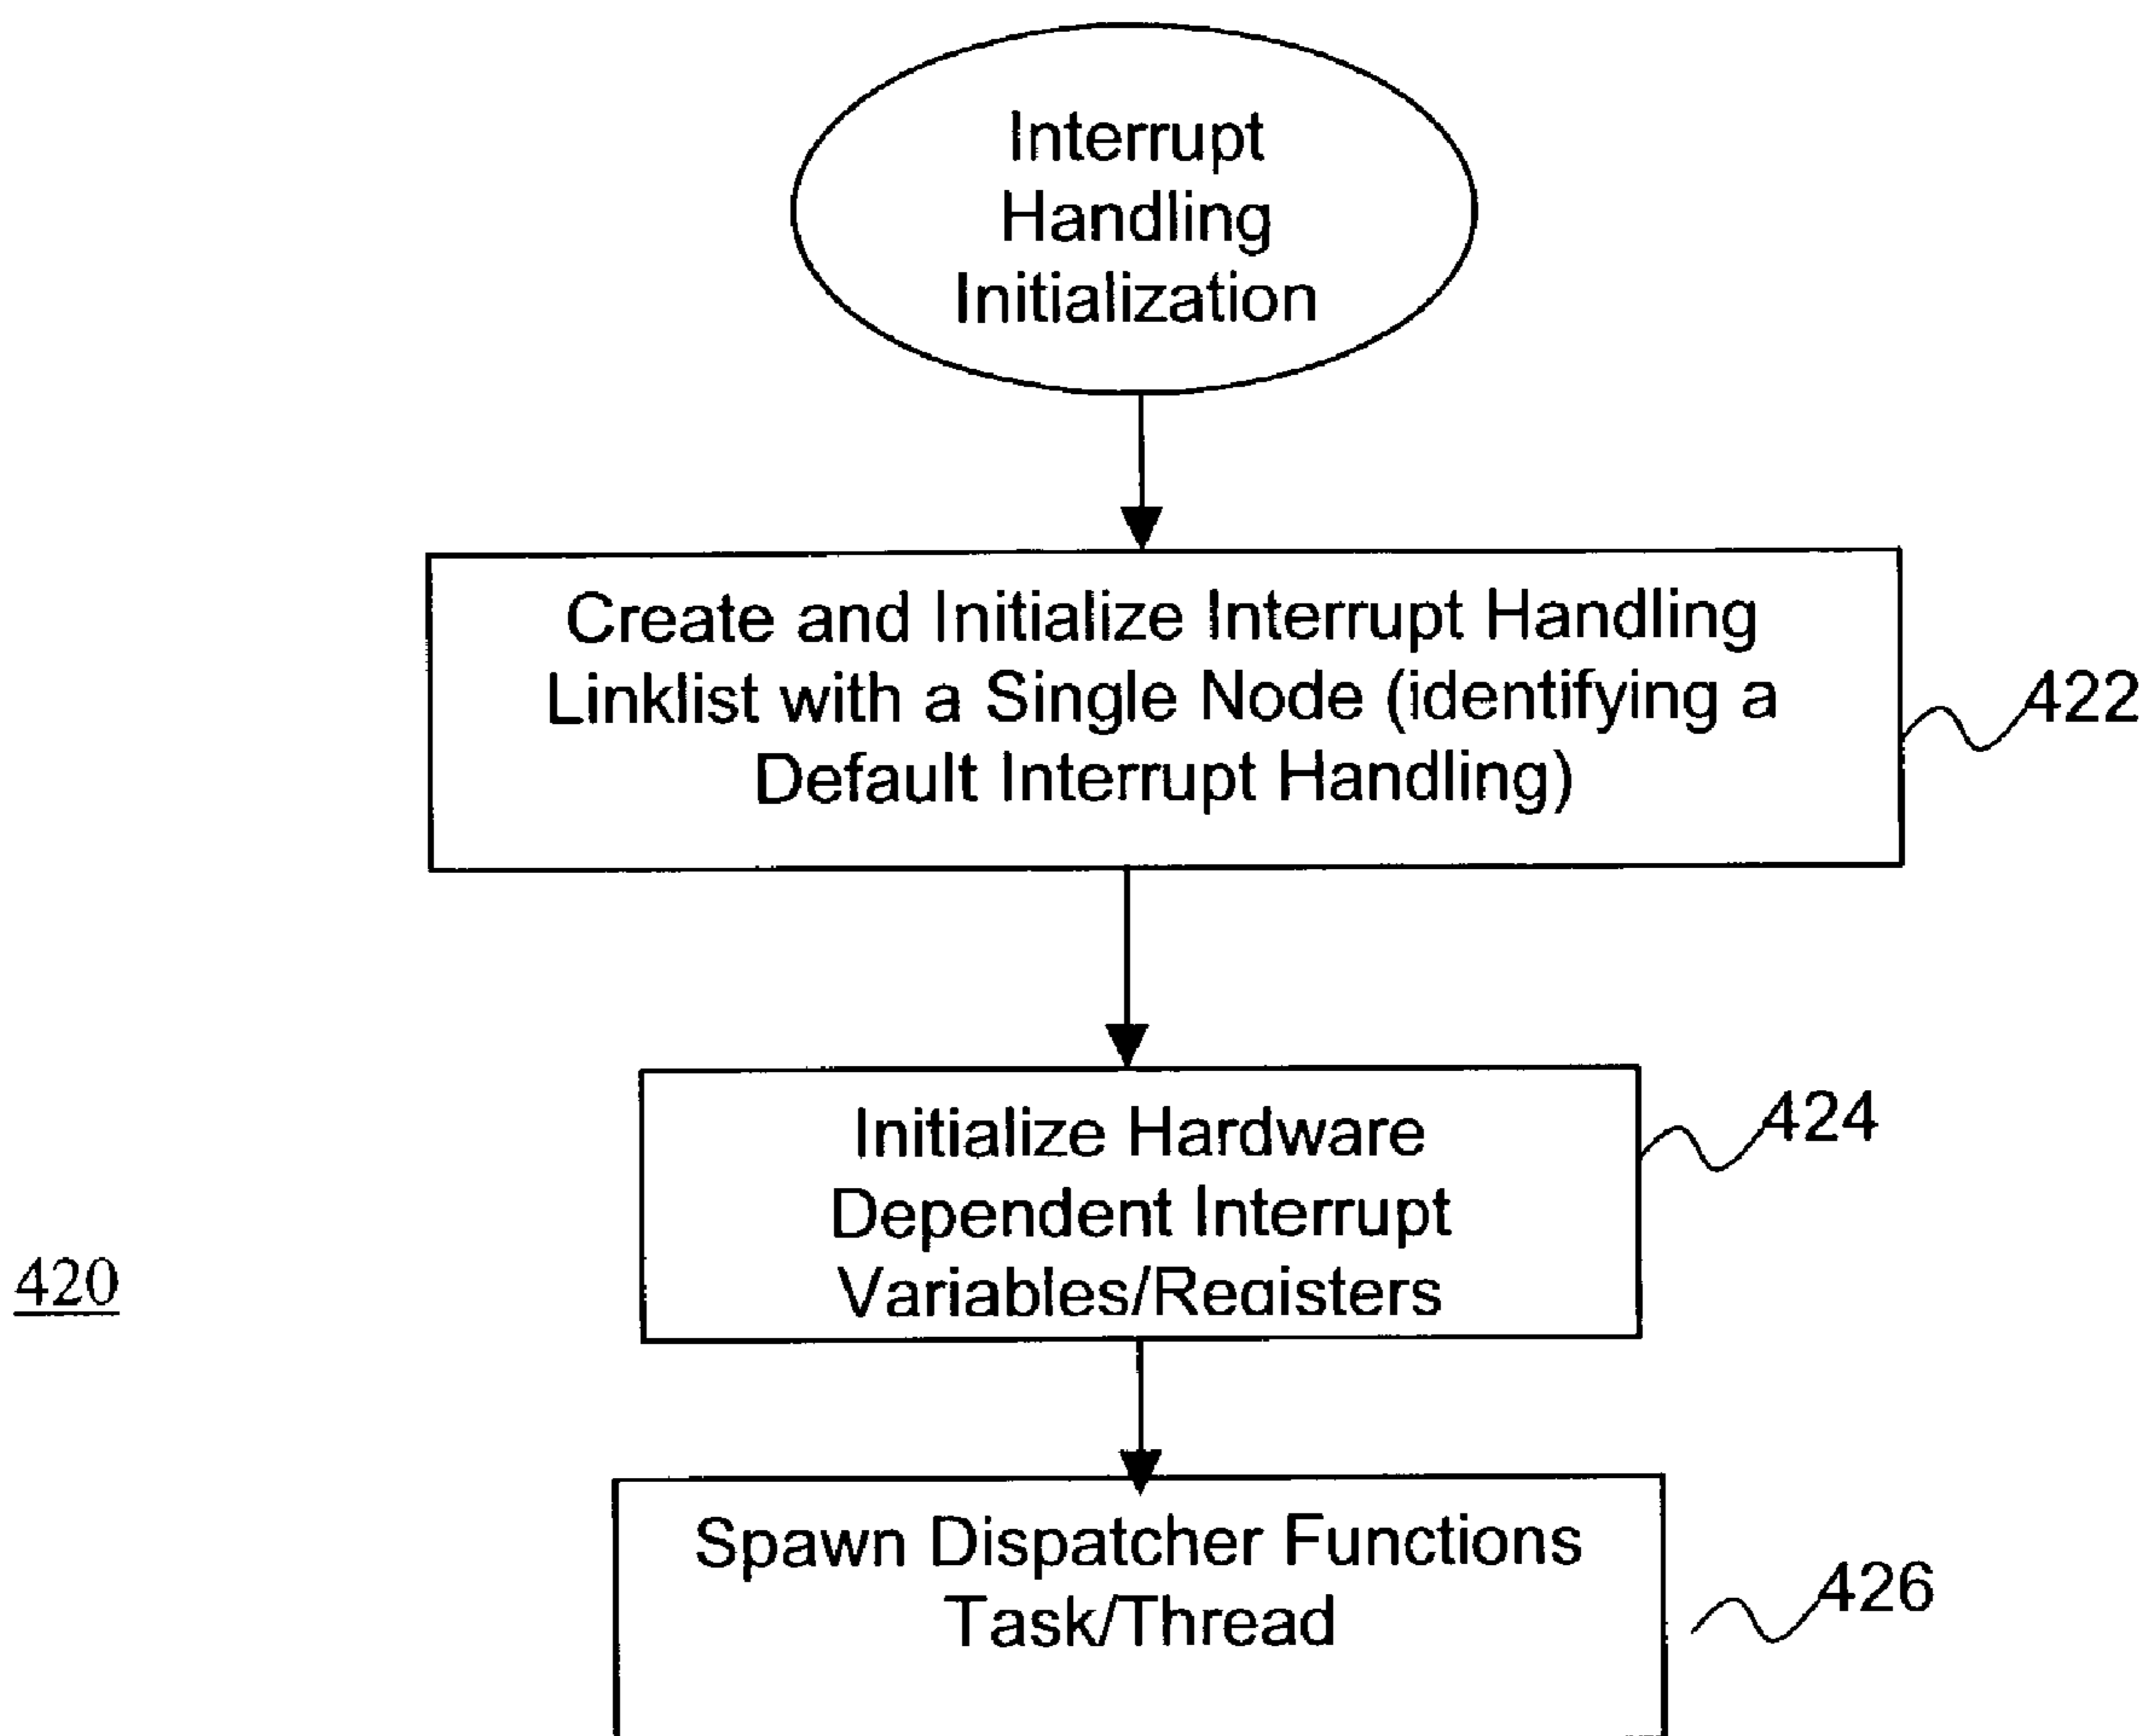 Interrupt
Handling
Initialization
Create and Initialize Interrupt Handling
Linklist with a Single Node (identifying a
Default Interrupt Handling)
422
Initialize Hardware
Dependent Interrupt
Variables/Registers
424
420
Spawn Dispatcher Functions
Task/Thread
426